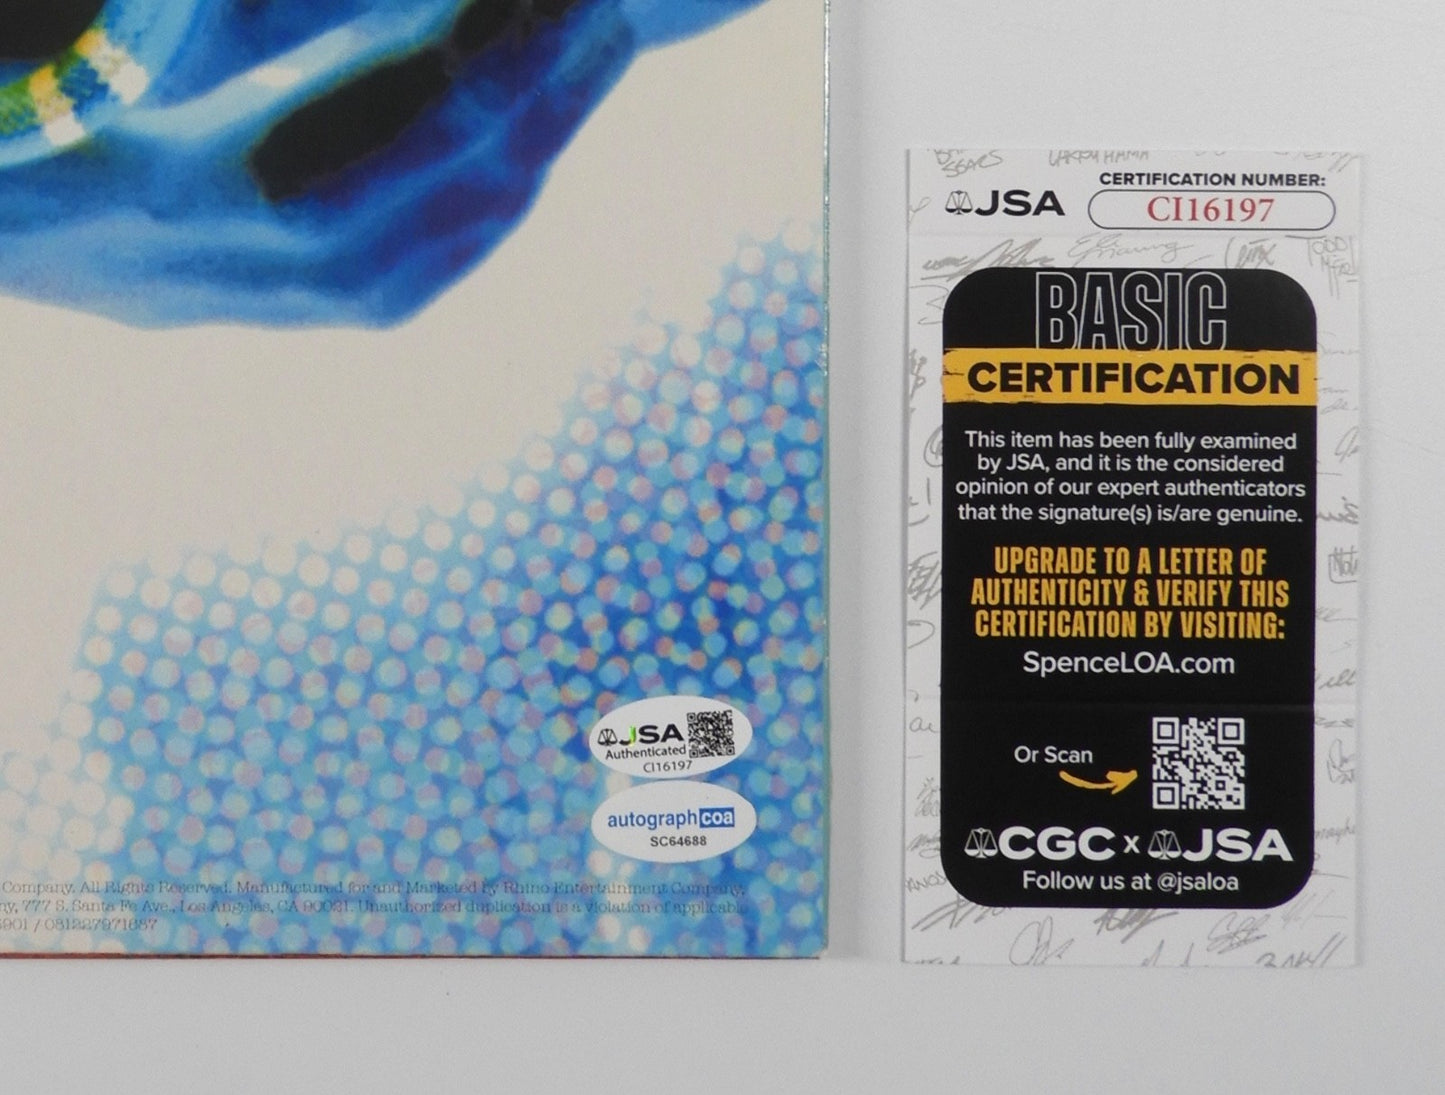 JSA
CERTIFICATION NUMBER:
CI16197
BASIC
CERTIFICATION
This item has been fully examined
by JSA, and it is the considered
opinion of our expert authenticators
that the signature(s) is/are genuine.
UPGRADE TO A LETTER OF
AUTHENTICITY & VERIFY THIS
CERTIFICATION BY VISITING:
SpenceLOA.com
Or Scan
CGC x JSA
Follow us at @jsaloa
JSA
Authenticated
CI16197
autographcoa
SC64688
Company. All Rights Reserved. Manufactured for and Marketed by Rhino Entertainment Company,
777 S. Santa Fe Ave., Los Angeles, CA 90021. Unauthorized duplication is a violation of applicable
/ 081227971687